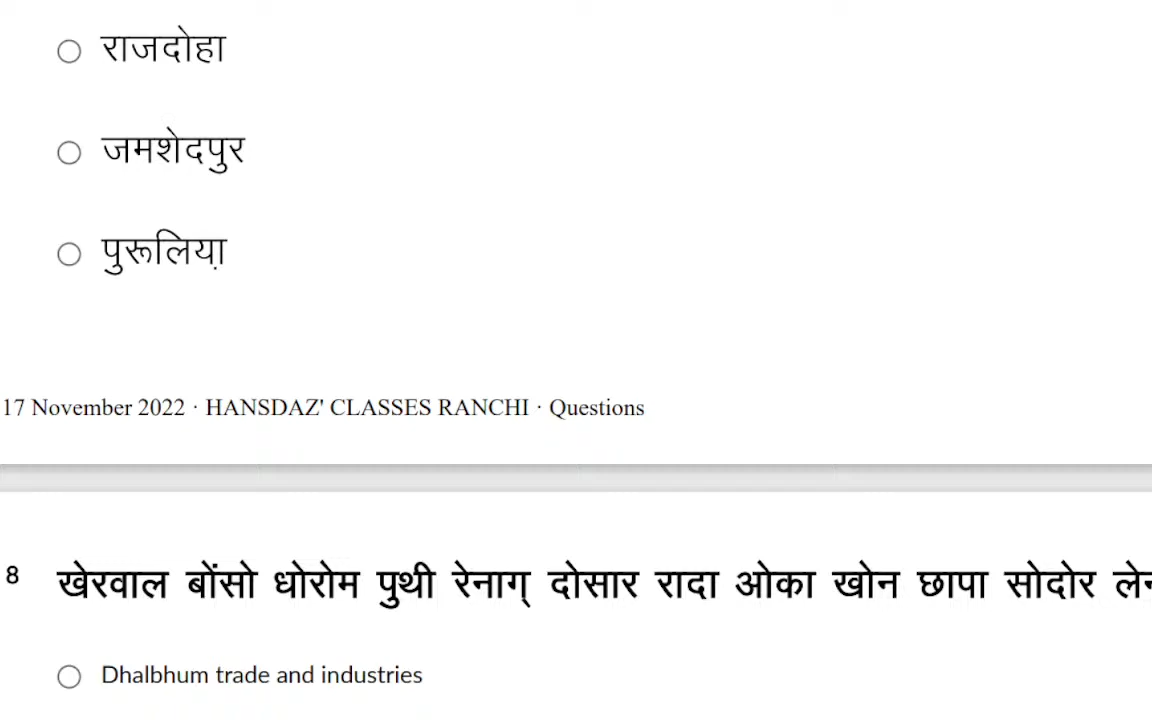 राजदोहा
जमशेदपुर
पुरूलिया़
17 November 2022 · HANSDAZ' CLASSES RANCHI · Questions
8 खेरवाल बोंसो धोरोम पुथी रेनाग् दोसार रादा ओका खोन छापा सोदोर
Dhalbhum trade and industries